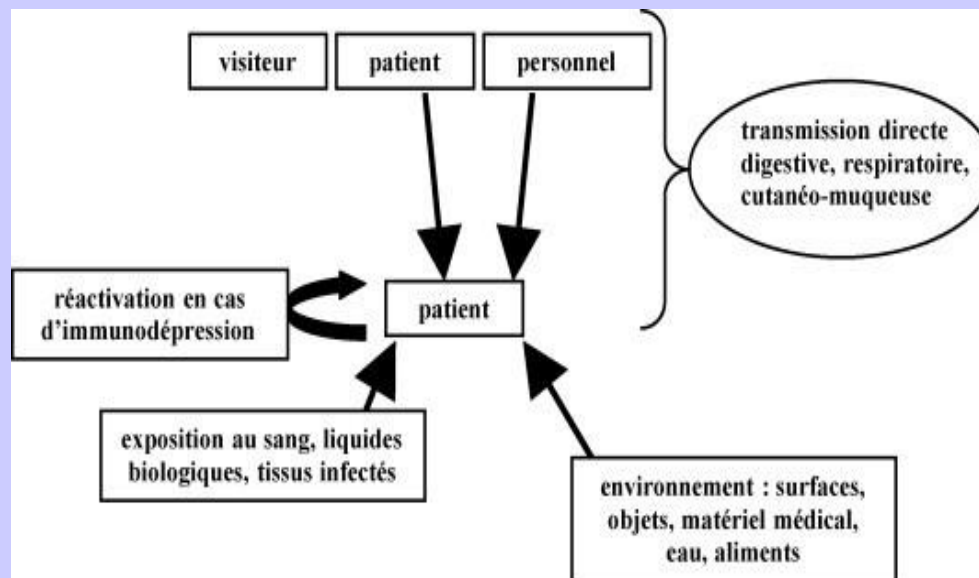 visiteur
patient
personnel
transmission directe
digestive, respiratoire,
cutanéo-muqueuse
réactivation en cas
d'immunodépression
patient
exposition au sang, liquides
biologiques, tissus infectés
environnement : surfaces,
objets, matériel médical,
eau, aliments